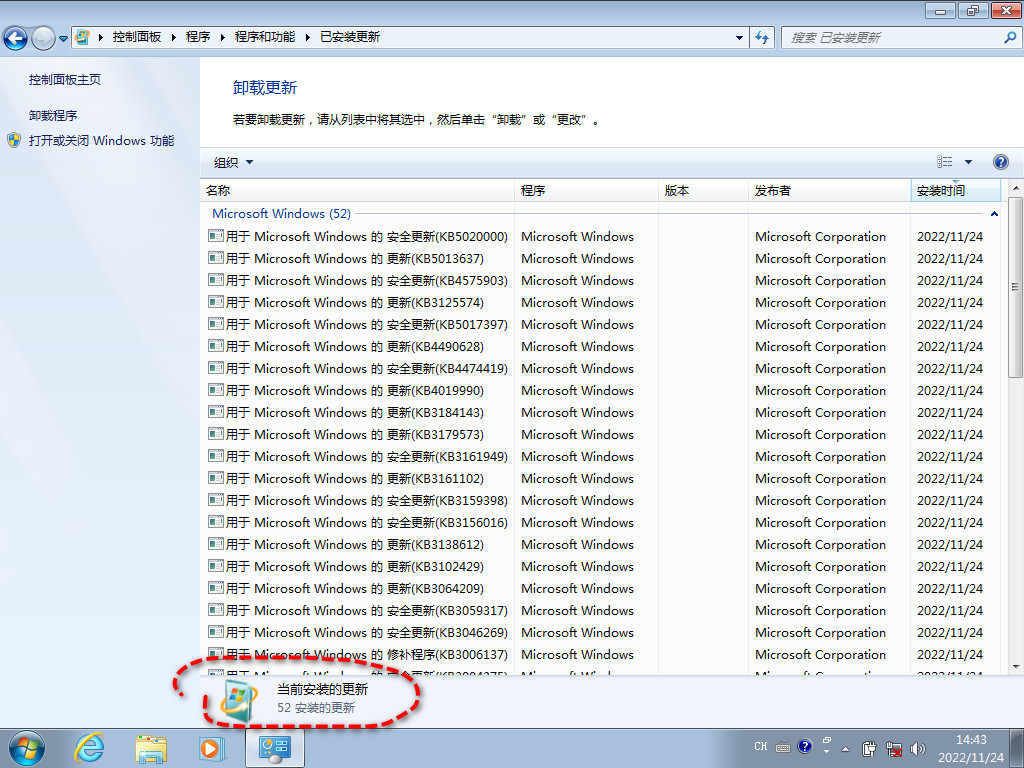 控制面板 程序 程序和功能 已安装更新 搜索 已安装更新
控制面板主页
卸载程序
打开或关闭 Windows 功能
卸载更新
若要卸载更新，请从列表中将其选中，然后单击“卸载”或“更改”。
组织
名称 程序 版本 发布者 安装时间
Microsoft Windows (52)
用于 Microsoft Windows 的 安全更新(KB5020000) Microsoft Windows Microsoft Corporation 2022/11/24
用于 Microsoft Windows 的 更新(KB5013637) Microsoft Windows Microsoft Corporation 2022/11/24
用于 Microsoft Windows 的 安全更新(KB4575903) Microsoft Windows Microsoft Corporation 2022/11/24
用于 Microsoft Windows 的 更新(KB3125574) Microsoft Windows Microsoft Corporation 2022/11/24
用于 Microsoft Windows 的 安全更新(KB5017397) Microsoft Windows Microsoft Corporation 2022/11/24
用于 Microsoft Windows 的 更新(KB4490628) Microsoft Windows Microsoft Corporation 2022/11/24
用于 Microsoft Windows 的 安全更新(KB4474419) Microsoft Windows Microsoft Corporation 2022/11/24
用于 Microsoft Windows 的 更新(KB4019990) Microsoft Windows Microsoft Corporation 2022/11/24
用于 Microsoft Windows 的 更新(KB3184143) Microsoft Windows Microsoft Corporation 2022/11/24
用于 Microsoft Windows 的 更新(KB3179573) Microsoft Windows Microsoft Corporation 2022/11/24
用于 Microsoft Windows 的 安全更新(KB3161949) Microsoft Windows Microsoft Corporation 2022/11/24
用于 Microsoft Windows 的 更新(KB3161102) Microsoft Windows Microsoft Corporation 2022/11/24
用于 Microsoft Windows 的 安全更新(KB3159398) Microsoft Windows Microsoft Corporation 2022/11/24
用于 Microsoft Windows 的 安全更新(KB3156016) Microsoft Windows Microsoft Corporation 2022/11/24
用于 Microsoft Windows 的 更新(KB3138612) Microsoft Windows Microsoft Corporation 2022/11/24
用于 Microsoft Windows 的 更新(KB3102429) Microsoft Windows Microsoft Corporation 2022/11/24
用于 Microsoft Windows 的 更新(KB3064209) Microsoft Windows Microsoft Corporation 2022/11/24
用于 Microsoft Windows 的 安全更新(KB3059317) Microsoft Windows Microsoft Corporation 2022/11/24
用于 Microsoft Windows 的 安全更新(KB3046269) Microsoft Windows Microsoft Corporation 2022/11/24
用于 Microsoft Windows 的 修补程序(KB3006137) Microsoft Windows Microsoft Corporation 2022/11/24
当前安装的更新
52 安装的更新
CH 14:43
2022/11/24